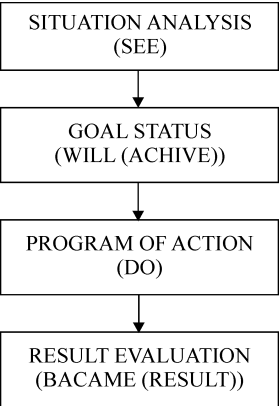 SITUATION ANALYSIS
(SEE)
GOAL STATUS
(WILL (ACHIVE))
PROGRAM OF ACTION
(DO)
RESULT EVALUATION
(BACAME (RESULT))